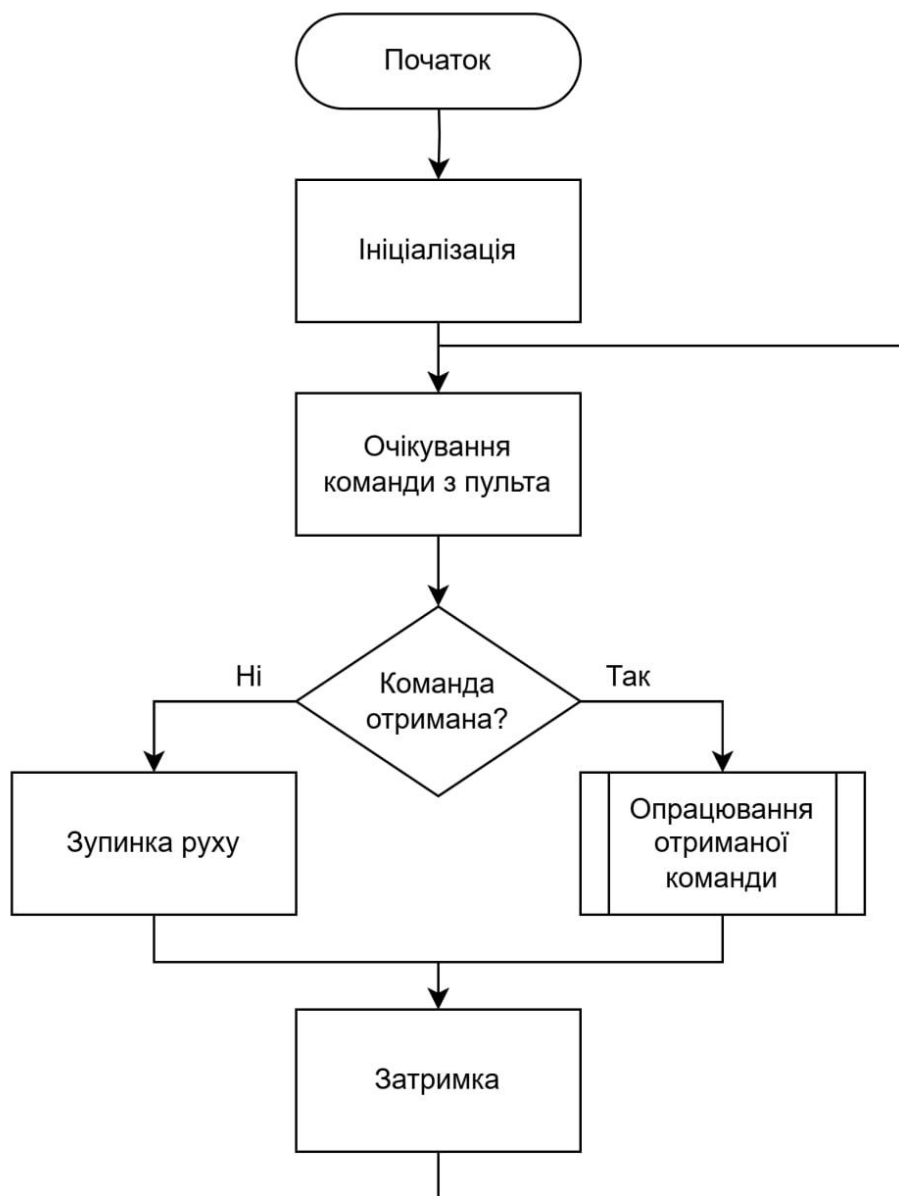 Початок
Ініціалізація
Очікування
команди з пульта
Ні
Так
Команда
отримана?
Зупинка руху
Опрацювання
отриманої
команди
Затримка